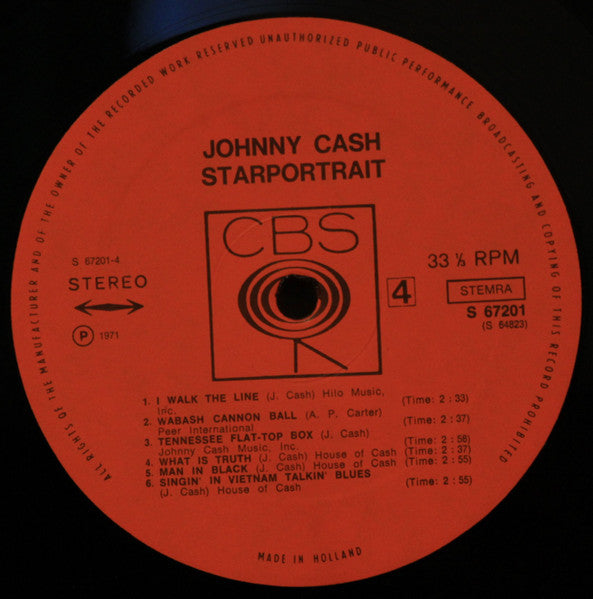 ALL RIGHTS OF THE MANUFACTURER AND OF THE OWNER OF THE RECORDED WORK RESERVED UNAUTHORIZED PUBLIC PERFORMANCE, BROADCASTING AND COPYING OF THIS RECORD PROHIBITED
JOHNNY CASH
STARPORTRAIT
CBS
S 67201-4
STEREO
Ⓟ 1971
4
33 ⅓ RPM
STEMRA
S 67201
(S 64823)
1. I WALK THE LINE (J. Cash) Hilo Music, (Time: 2 : 33)
Inc.
2. WABASH CANNON BALL (A. P. Carter) (Time: 2 : 37)
Peer International
3. TENNESSEE FLAT-TOP BOX (J. Cash) (Time: 2 : 58)
Johnny Cash Music, Inc.
4. WHAT IS TRUTH (J. Cash) House of Cash (Time: 2 : 37)
5. MAN IN BLACK (J. Cash) House of Cash (Time: 2 : 55)
6. SINGIN' IN VIETNAM TALKIN' BLUES (Time: 2 : 55)
(J. Cash) House of Cash
MADE IN HOLLAND